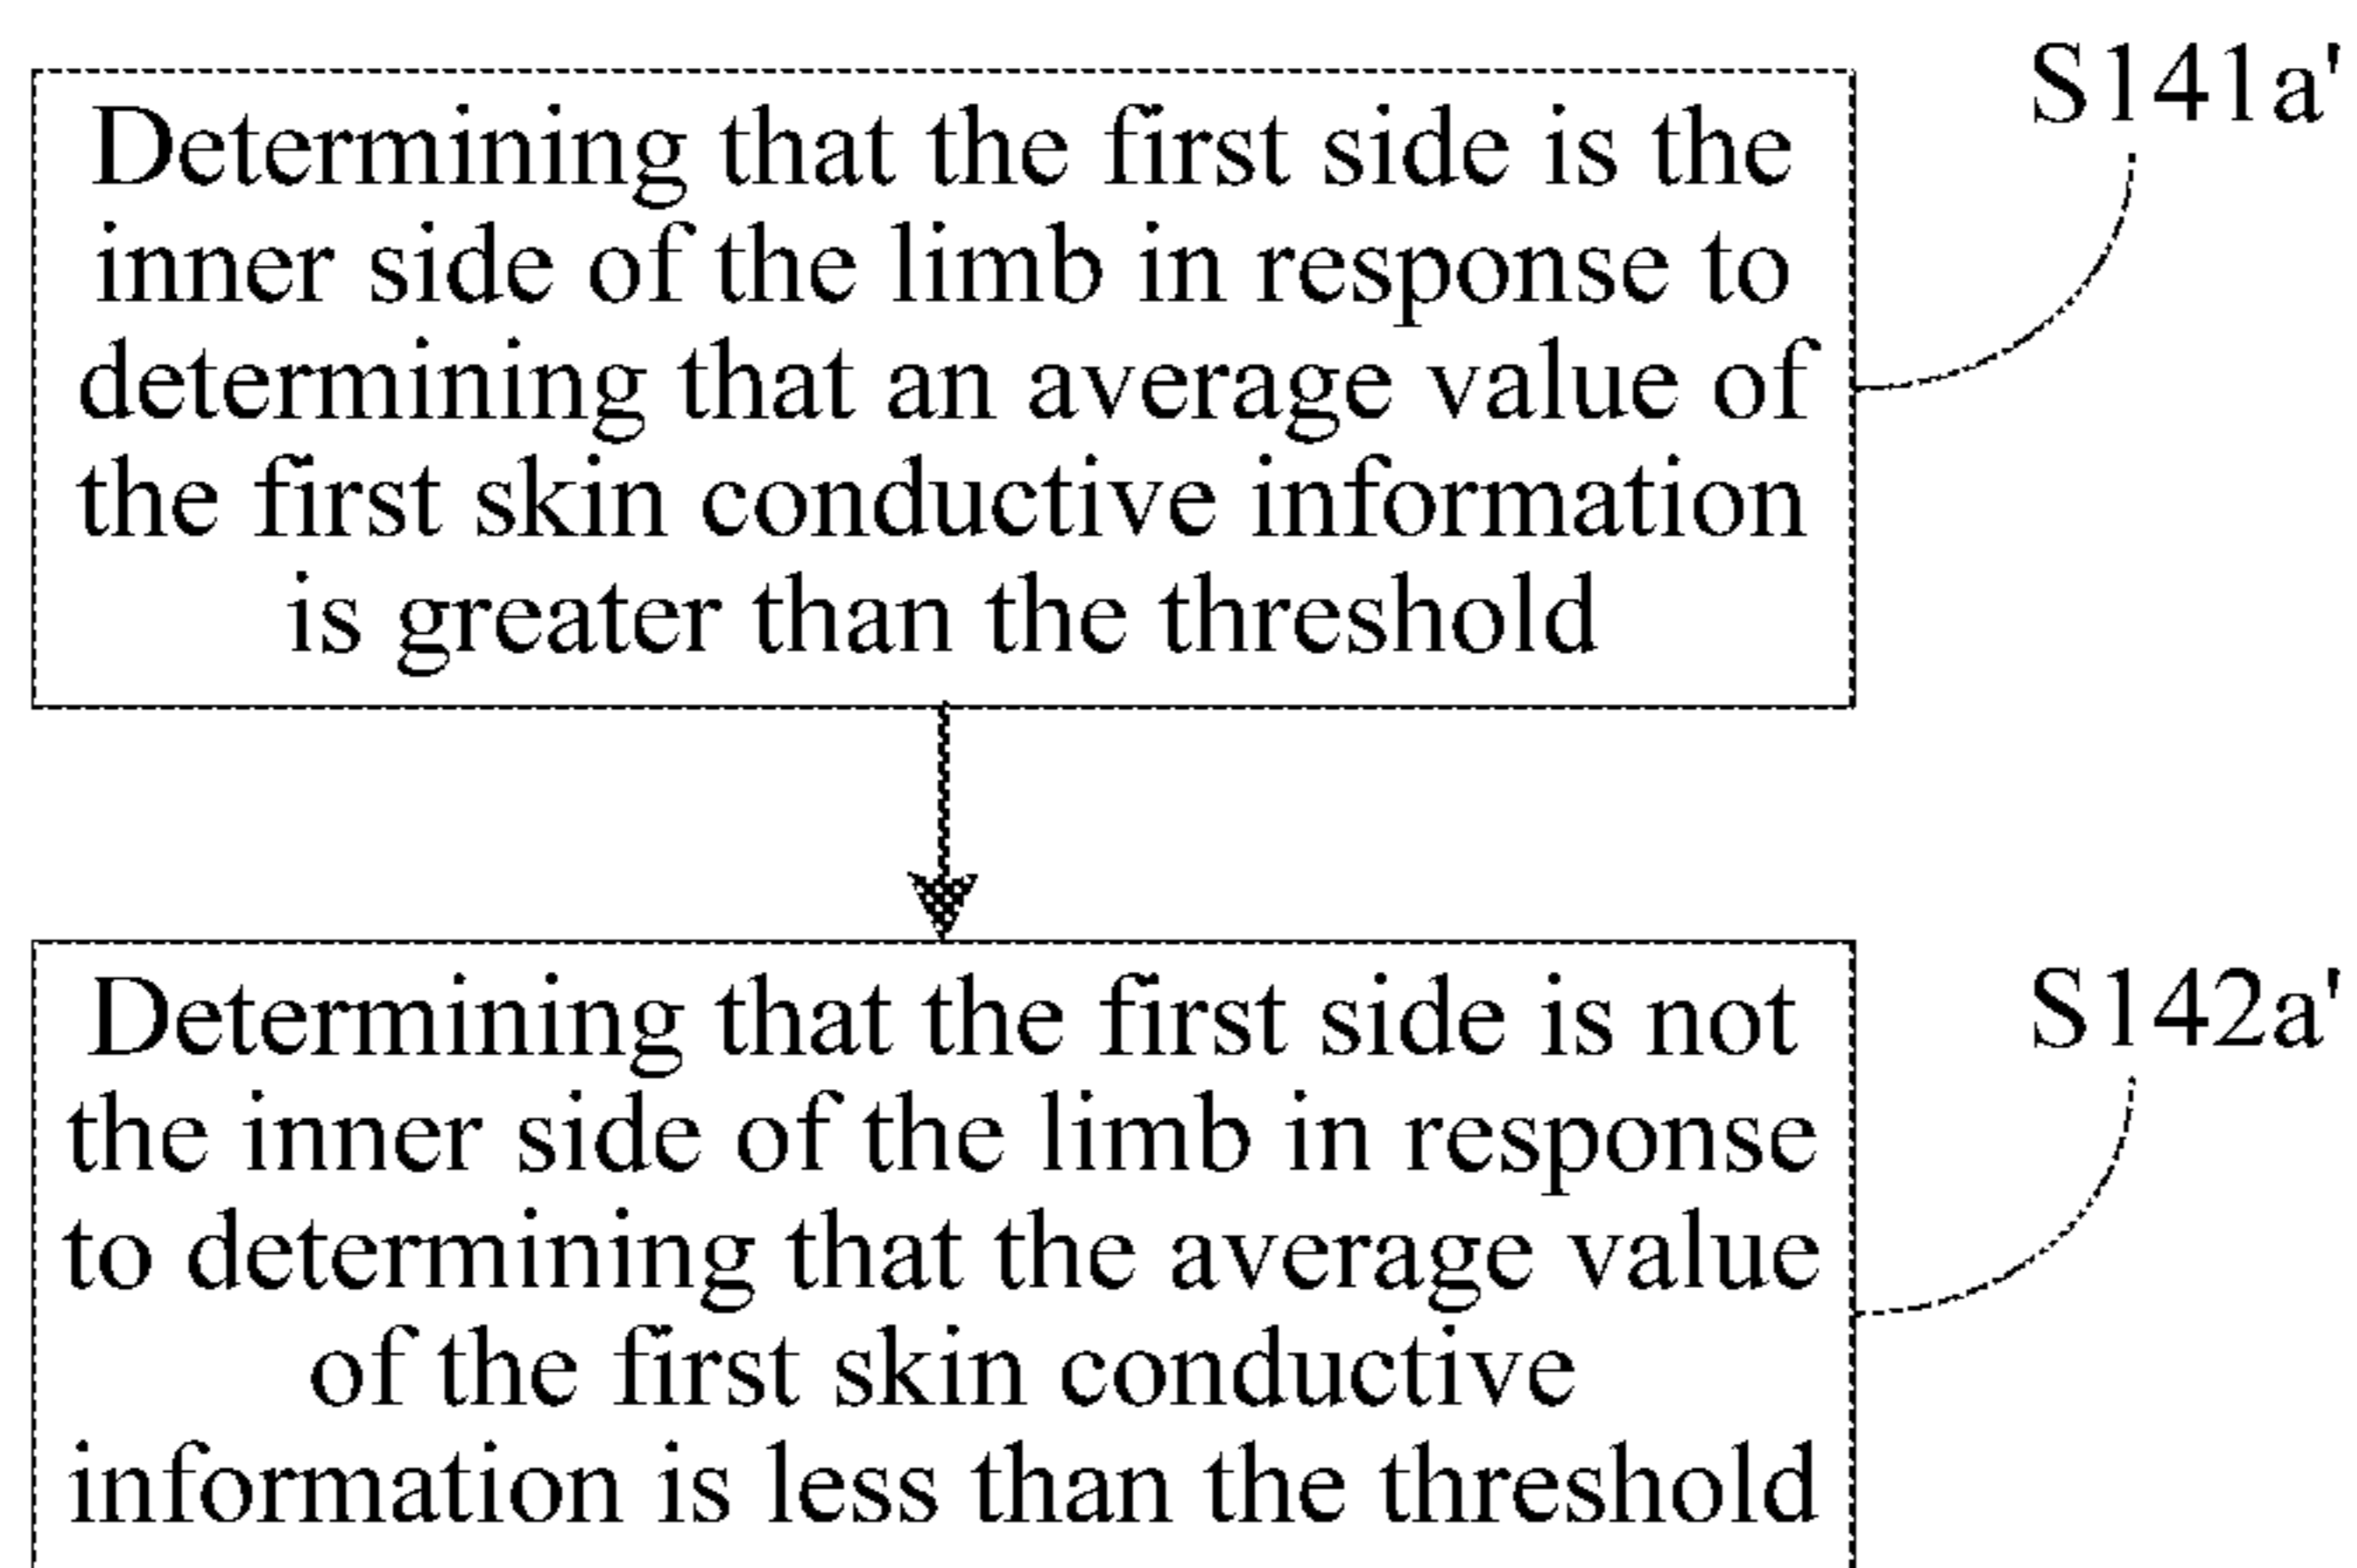 S141a'
Determining that the first side is the
inner side of the limb in response to
determining that an average value of
the first skin conductive information
is greater than the threshold
S142a'
Determining that the first side is not
the inner side of the limb in response
to determining that the average value
of the first skin conductive
information is less than the threshold